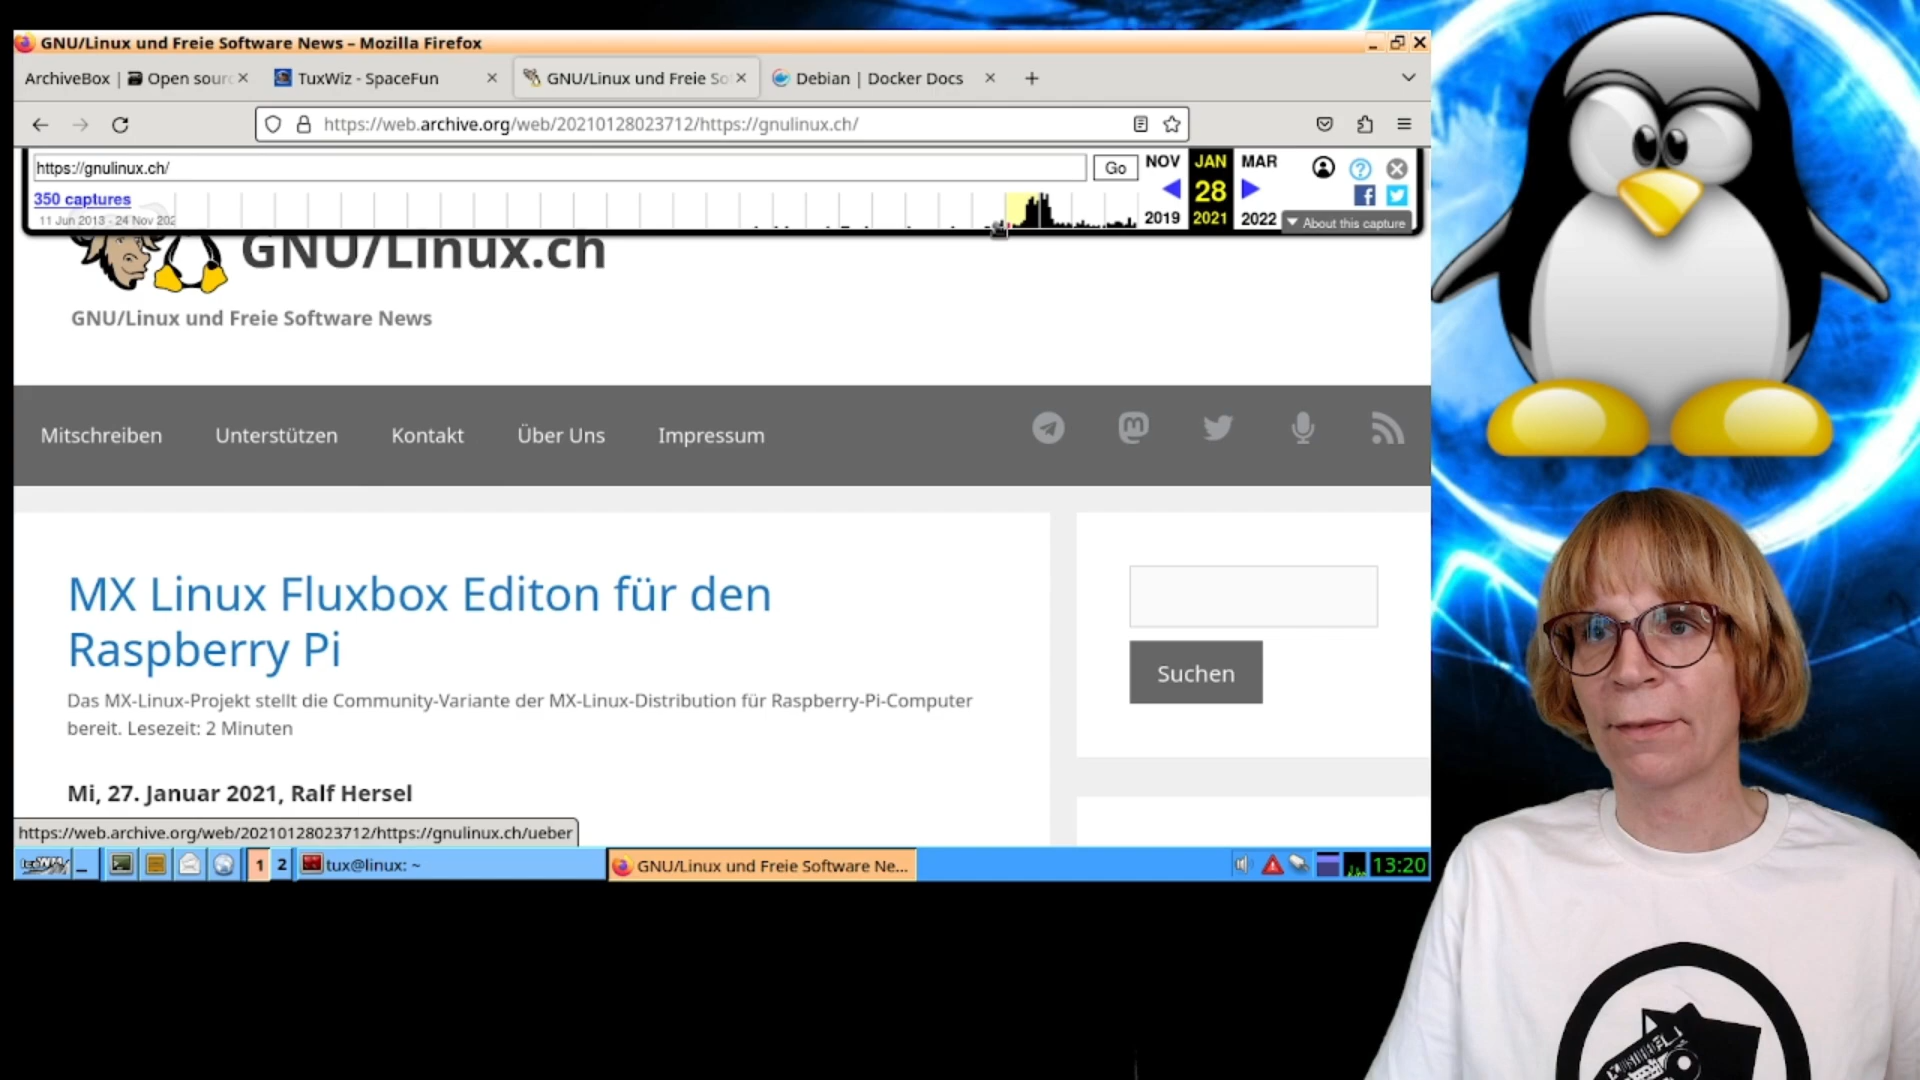 GNU/Linux und Freie Software News – Mozilla Firefox
ArchiveBox | Open sourc
TuxWiz - SpaceFun
GNU/Linux und Freie So
Debian | Docker Docs
https://web.archive.org/web/20210128023712/https://gnulinux.ch/
https://gnulinux.ch/
Go
NOV JAN MAR
350 captures
28
11 Jun 2013 - 24 Nov 202
2019 2021 2022
About this capture
GNU/Linux.ch
GNU/Linux und Freie Software News
Mitschreiben Unterstützen Kontakt Über Uns Impressum
MX Linux Fluxbox Editon für den
Raspberry Pi
Suchen
Das MX-Linux-Projekt stellt die Community-Variante der MX-Linux-Distribution für Raspberry-Pi-Computer
bereit. Lesezeit: 2 Minuten
Mi, 27. Januar 2021, Ralf Hersel
https://web.archive.org/web/20210128023712/https://gnulinux.ch/ueber
1 2
tux@linux: ~
GNU/Linux und Freie Software Ne...
13:20